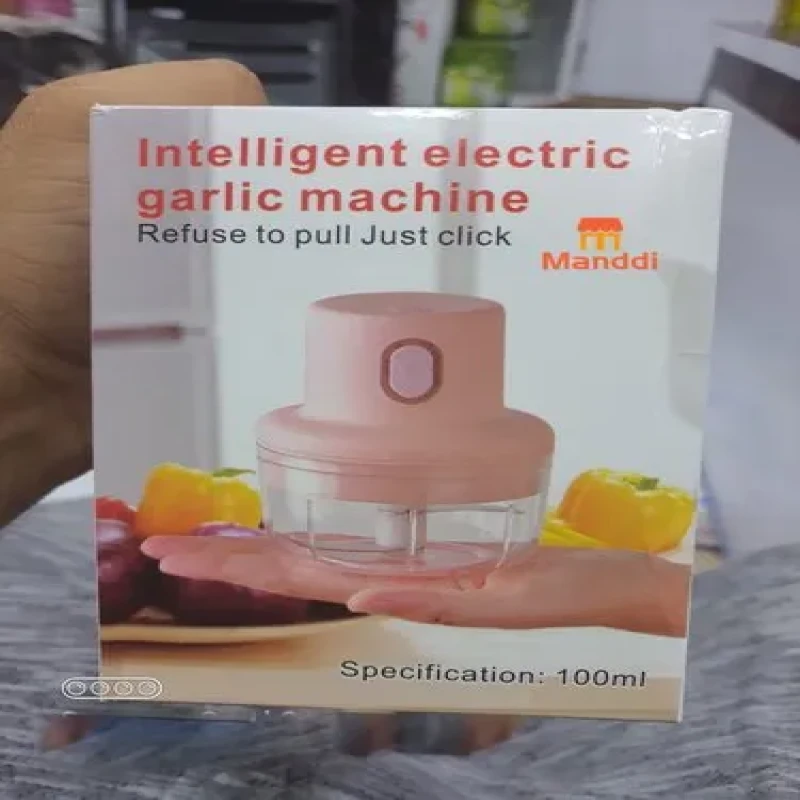 Intelligent electric
garlic machine
Refuse to pull Just click
Manddi
Specification: 100ml